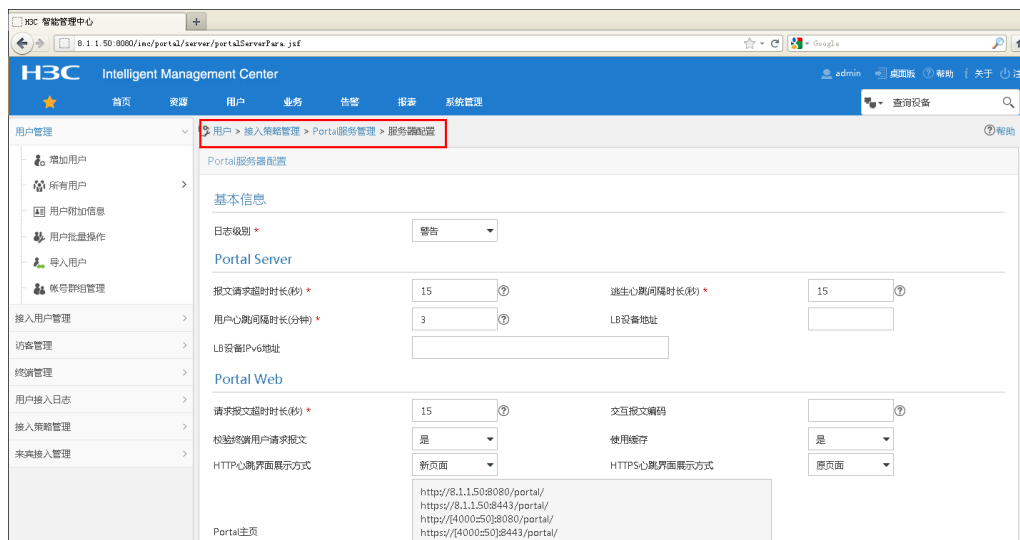 H3C 智能管理中心
+
8.1.1.50:8080/imc/portal/server/portalServerPara.jsf
Google
H3C Intelligent Management Center
admin 桌面版 帮助 关于
首页 资源 用户 业务 告警 报表 系统管理
查询设备
用户管理
增加用户
所有用户
用户附加信息
用户批量操作
导入用户
帐号群组管理
接入用户管理
访客管理
终端管理
用户接入日志
接入策略管理
来宾接入管理
用户 > 接入策略管理 > Portal服务管理 > 服务器配置
帮助
Portal服务器配置
基本信息
日志级别 * 警告
Portal Server
报文请求超时时长(秒) * 15 逃生心跳间隔时长(秒) * 15
用户心跳间隔时长(分钟) * 3 LB设备地址
LB设备IPv6地址
Portal Web
请求报文超时时长(秒) * 15 交互报文编码
校验终端用户请求报文 是 使用缓存 是
HTTP心跳界面展示方式 新页面 HTTPS心跳界面展示方式 原页面
Portal主页
http://8.1.1.50:8080/portal/
https://8.1.1.50:8443/portal/
http://[4000::50]:8080/portal/
https://[4000::50]:8443/portal/